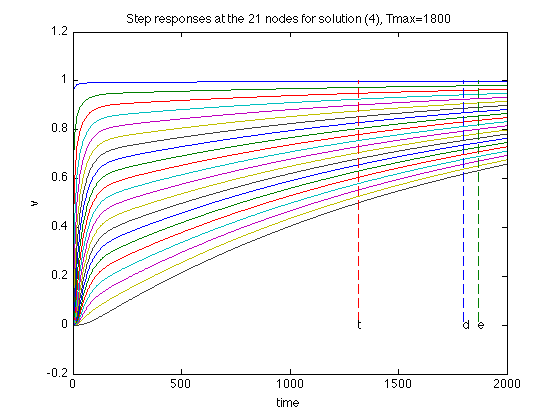 Step responses at the 21 nodes for solution (4), Tmax=1800
1.2
1
0.8
0.6
v
0.4
0.2
t
d
e
0
-0.2
0
500
1000
1500
2000
time